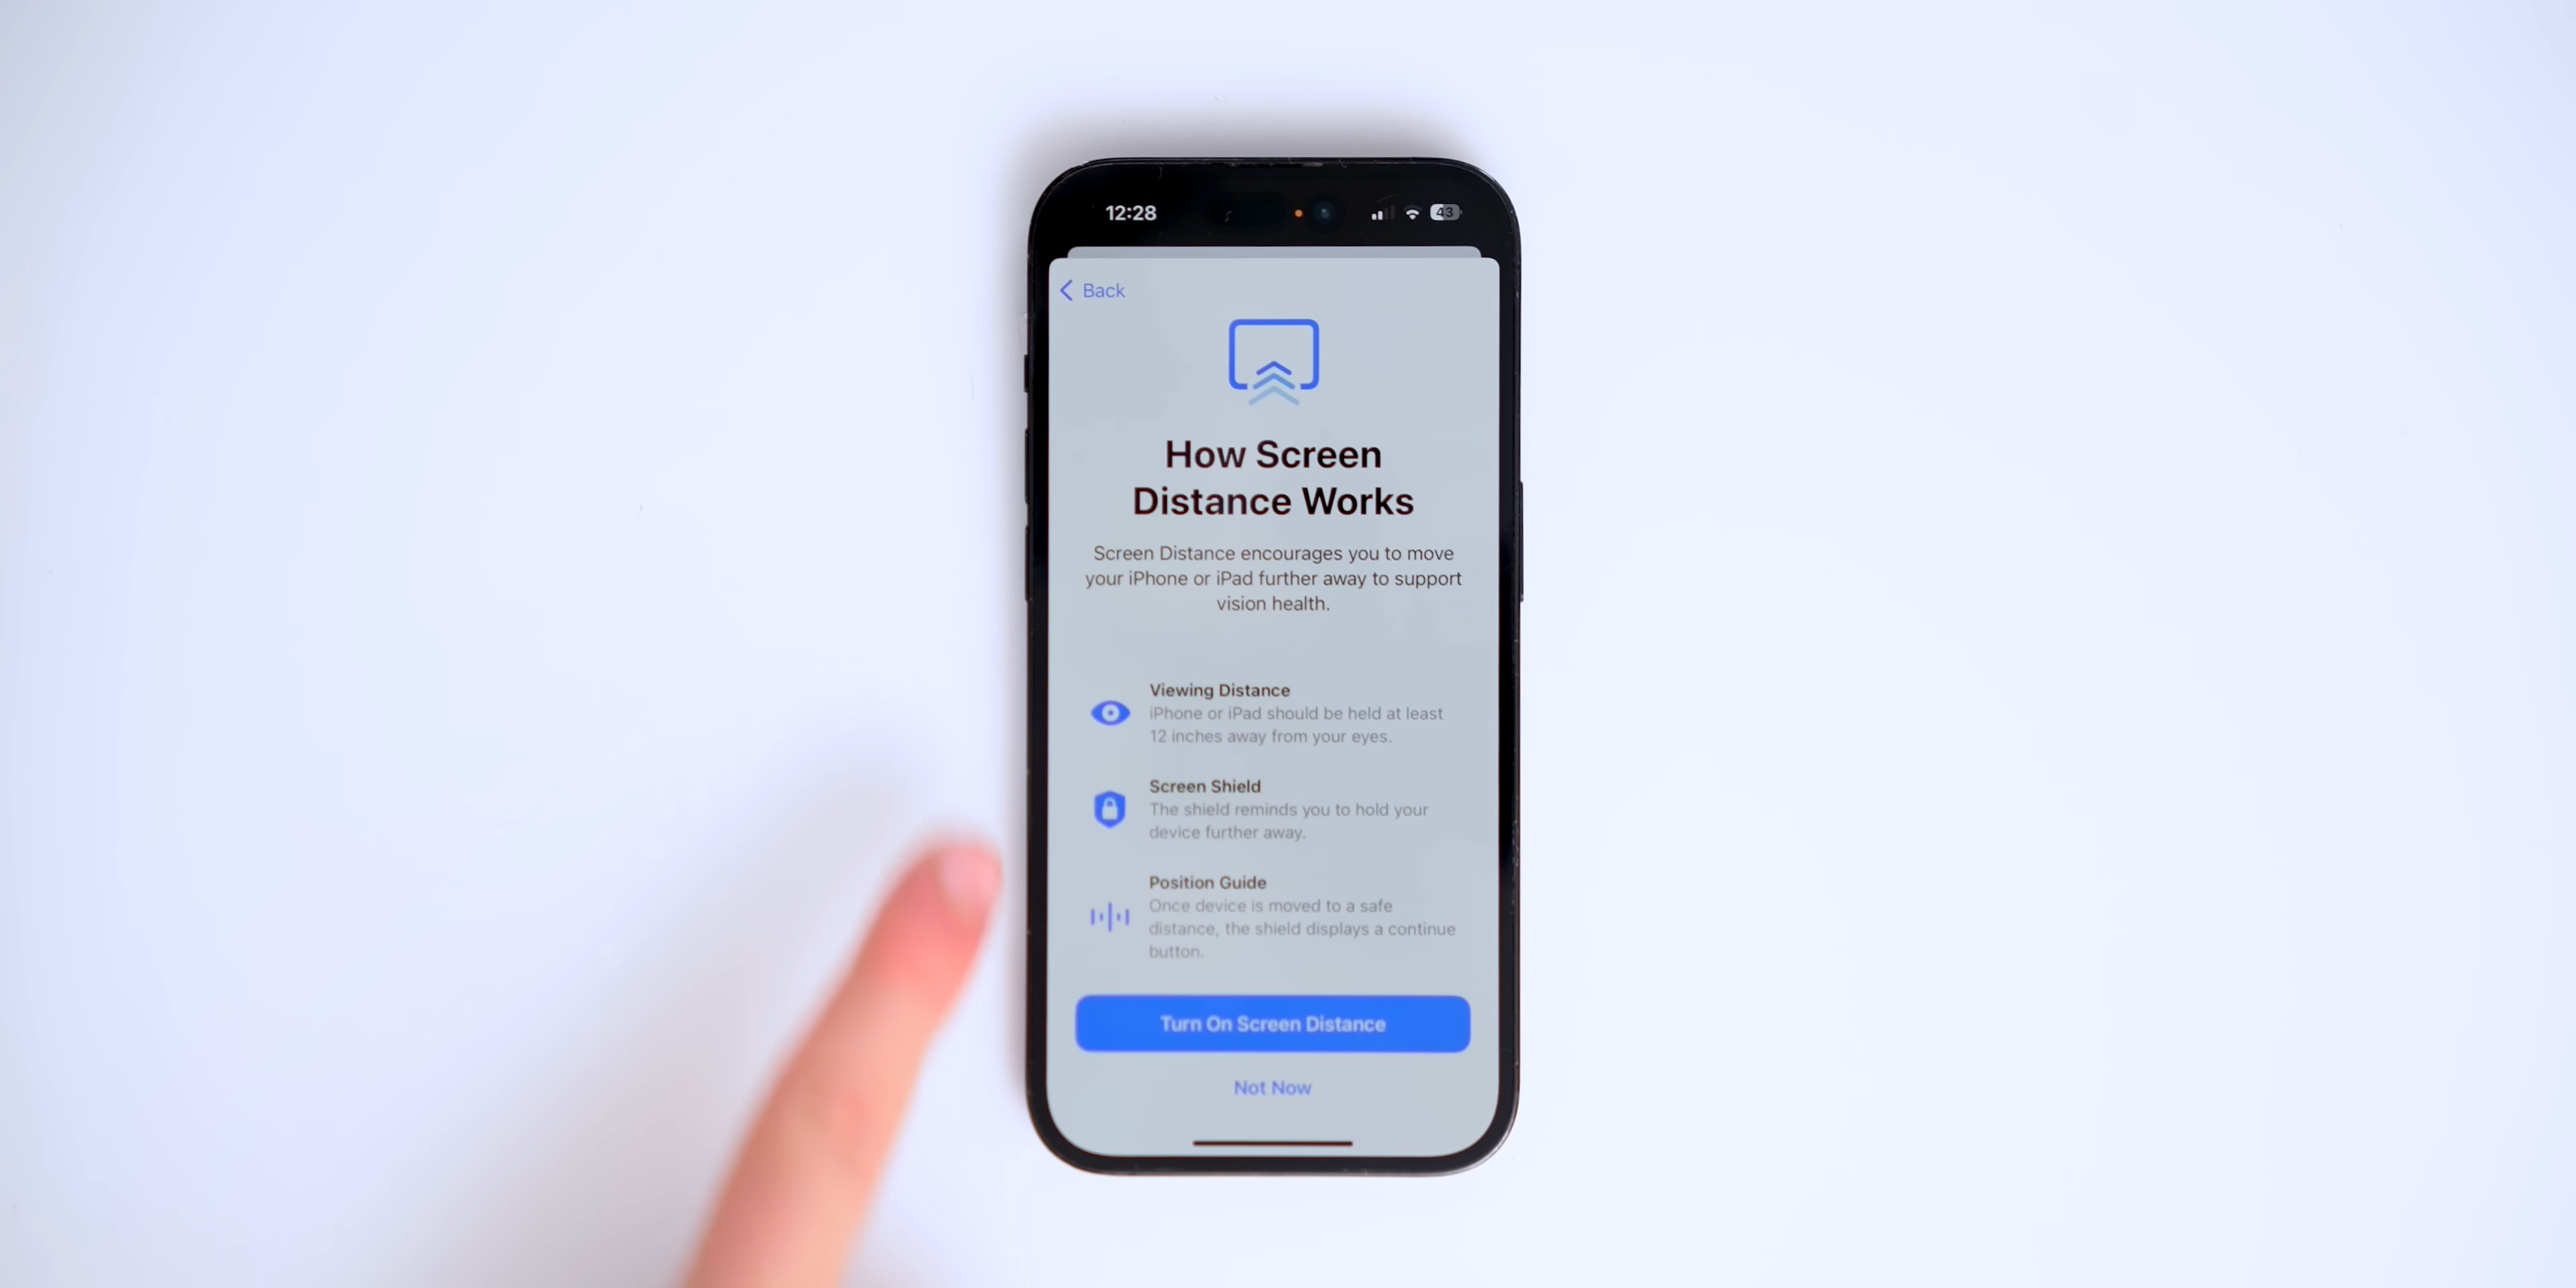 12:28
43
Back
How Screen
Distance Works
Screen Distance encourages you to move
your iPhone or iPad further away to support
vision health.
Viewing Distance
iPhone or iPad should be held at least
12 inches away from your eyes.
Screen Shield
The shield reminds you to hold your
device further away.
Position Guide
Once device is moved to a safe
distance, the shield displays a continue
button.
Turn On Screen Distance
Not Now